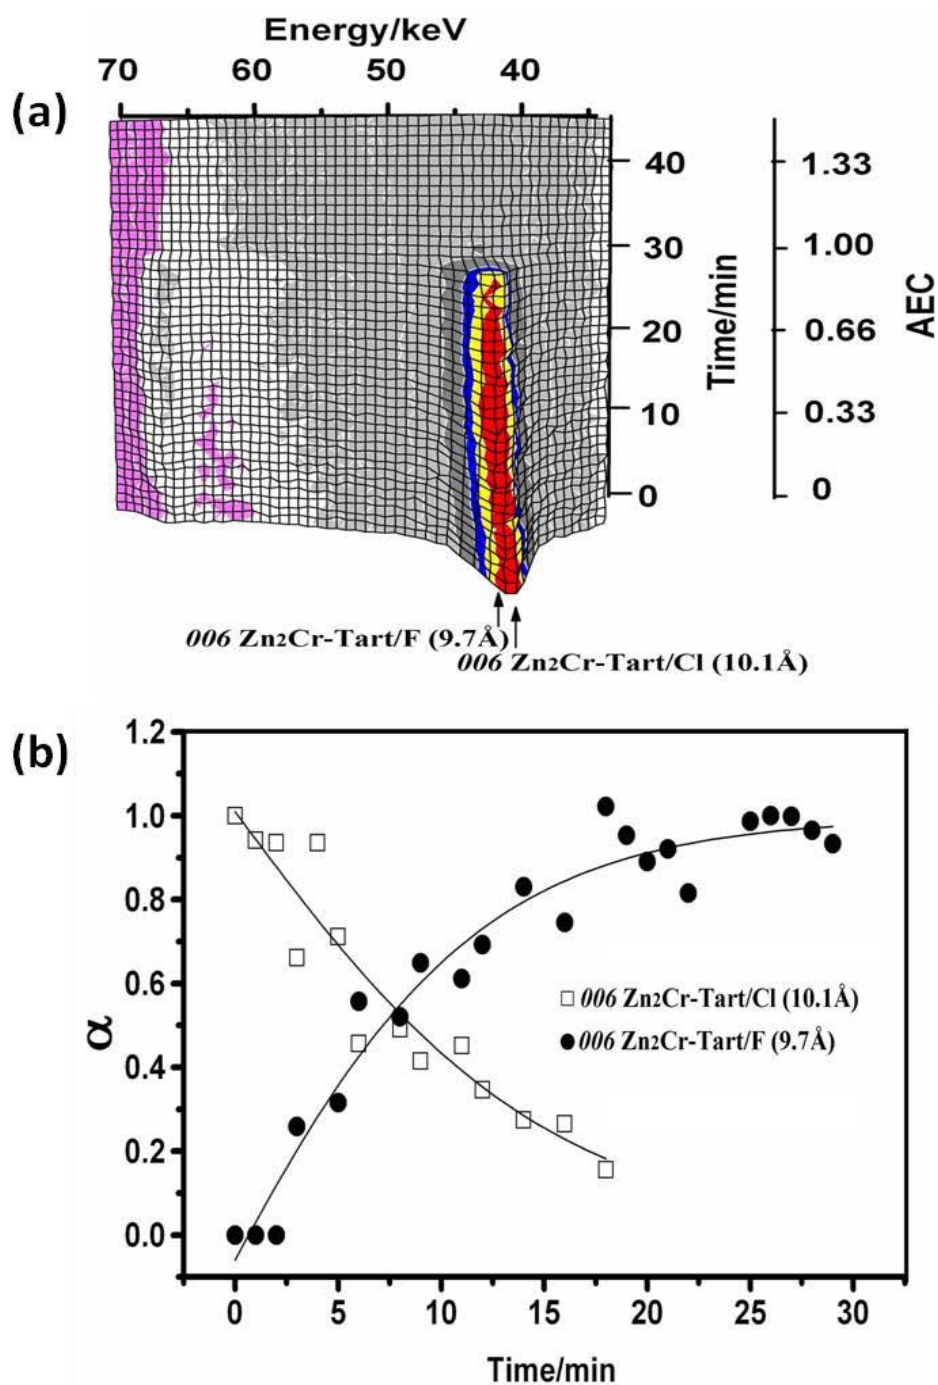 Energy/keV
70 60 50 40
(a)
40 1.33
30 1.00
20 0.66
10 0.33
0 0
Time/min
AEC
006 Zn2Cr-Tart/F (9.7Å)
006 Zn2Cr-Tart/Cl (10.1Å)
(b)
1.2
1.0
0.8
0.6
0.4
0.2
0.0
α
006 Zn2Cr-Tart/Cl (10.1Å)
006 Zn2Cr-Tart/F (9.7Å)
0 5 10 15 20 25 30
Time/min